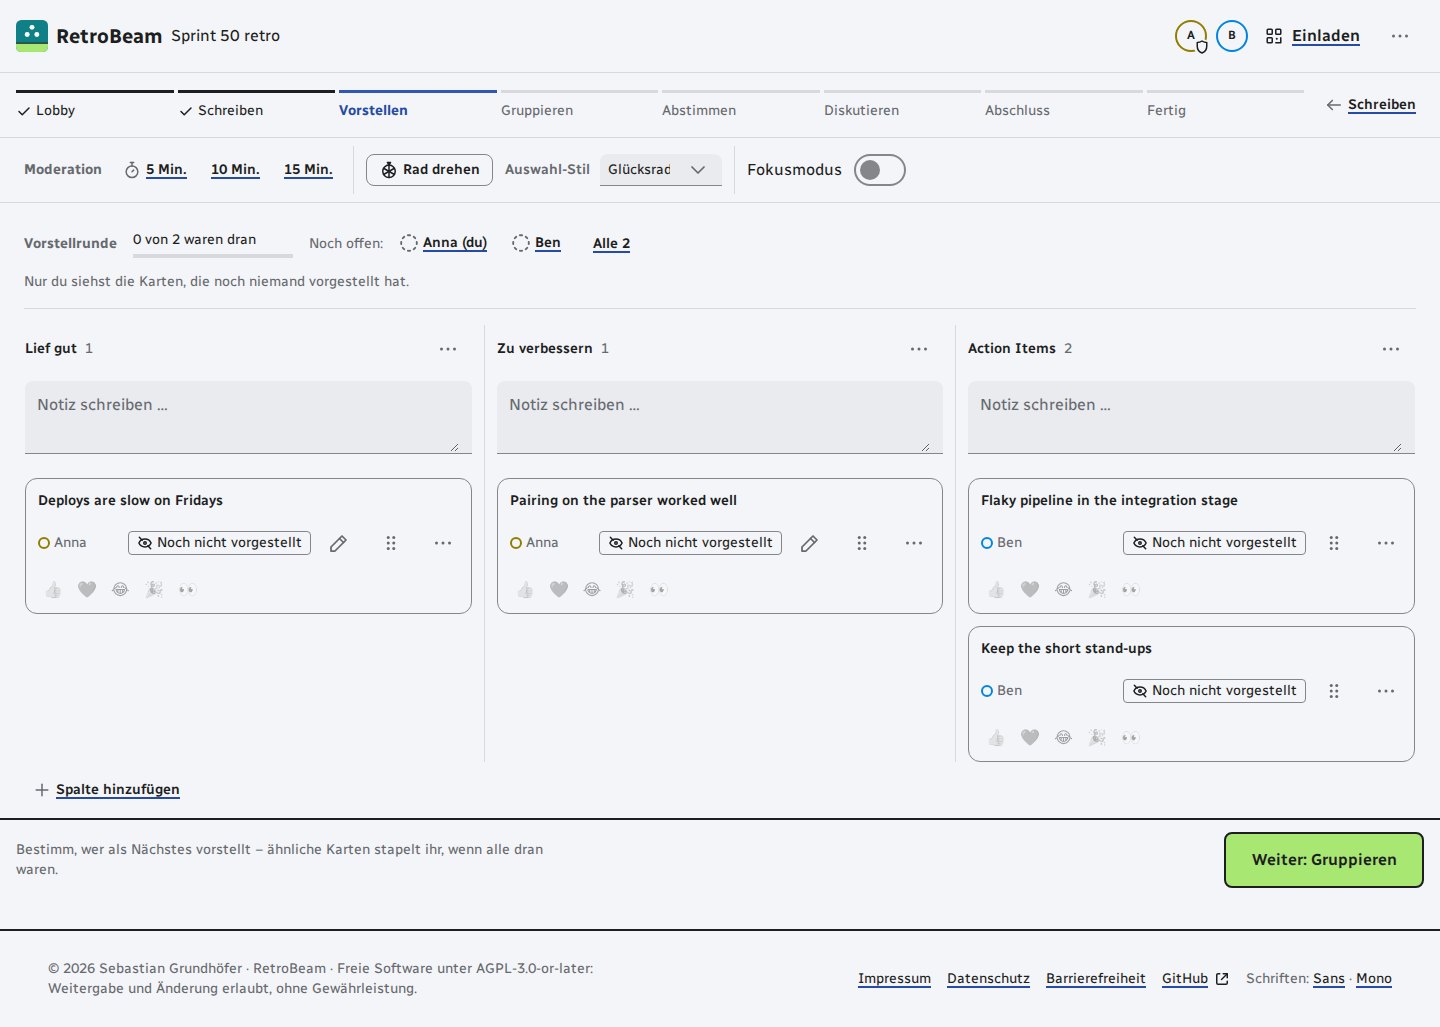 RetroBeam Sprint 50 retro
A B Einladen
Lobby Schreiben Vorstellen Gruppieren Abstimmen Diskutieren Abschluss Fertig
Schreiben
Moderation 5 Min. 10 Min. 15 Min. Rad drehen Auswahl-Stil Glücksrad Fokusmodus
Vorstellrunde 0 von 2 waren dran Noch offen: Anna (du) Ben Alle 2
Nur du siehst die Karten, die noch niemand vorgestellt hat.
Lief gut 1
Notiz schreiben …
Deploys are slow on Fridays
Anna Noch nicht vorgestellt
Zu verbessern 1
Notiz schreiben …
Pairing on the parser worked well
Anna Noch nicht vorgestellt
Action Items 2
Notiz schreiben …
Flaky pipeline in the integration stage
Ben Noch nicht vorgestellt
Keep the short stand-ups
Ben Noch nicht vorgestellt
Spalte hinzufügen
Bestimm, wer als Nächstes vorstellt – ähnliche Karten stapelt ihr, wenn alle dran
waren.
Weiter: Gruppieren
© 2026 Sebastian Grundhöfer · RetroBeam · Freie Software unter AGPL-3.0-or-later:
Weitergabe und Änderung erlaubt, ohne Gewährleistung.
Impressum Datenschutz Barrierefreiheit GitHub Schriften: Sans · Mono